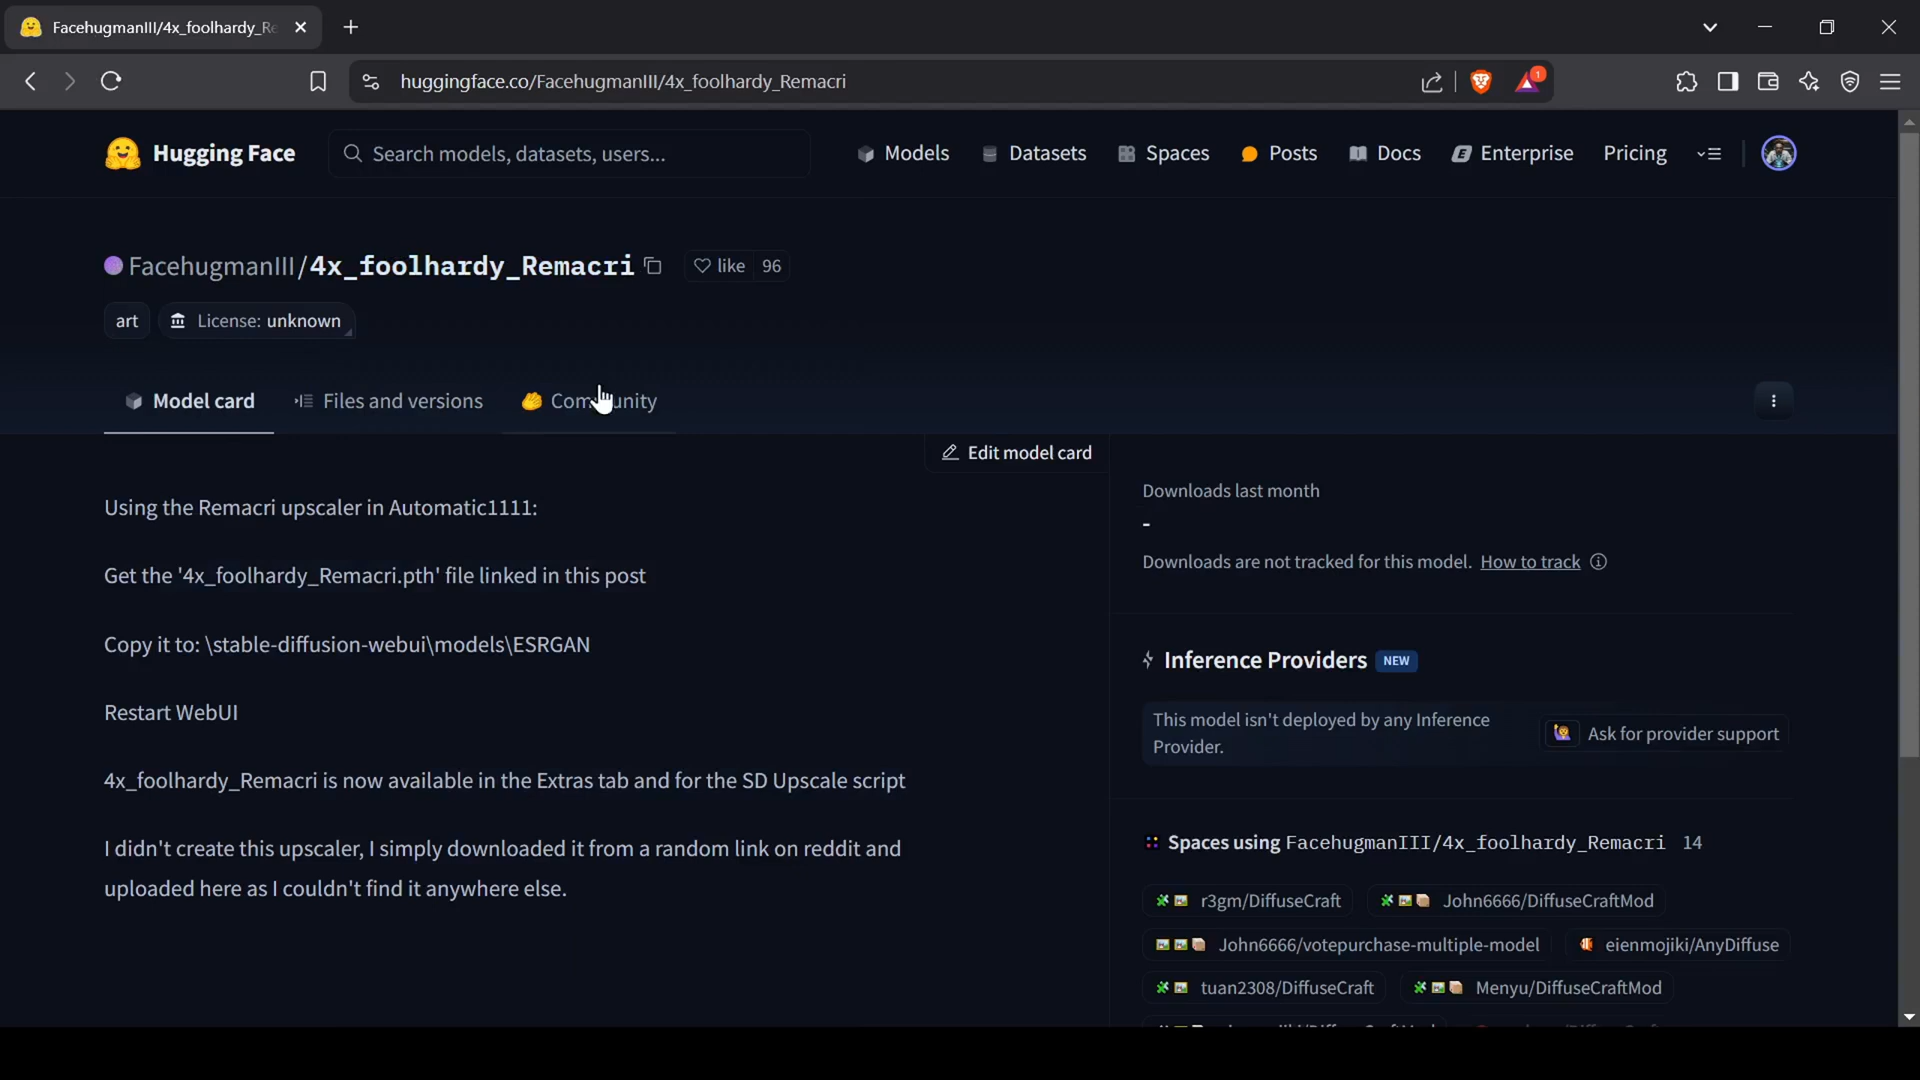 FacehugmanIII/4x_foolhardy_Re
huggingface.co/FacehugmanIII/4x_foolhardy_Remacri
1
Hugging Face
Search models, datasets, users...
Models
Datasets
Spaces
Posts
Docs
Enterprise
Pricing
FacehugmanIII/4x_foolhardy_Remacri
like 96
art
License: unknown
Model card
Files and versions
Community
Edit model card
Using the Remacri upscaler in Automatic1111:
Get the '4x_foolhardy_Remacri.pth' file linked in this post
Copy it to: \stable-diffusion-webui\models\ESRGAN
Restart WebUI
4x_foolhardy_Remacri is now available in the Extras tab and for the SD Upscale script
I didn't create this upscaler, I simply downloaded it from a random link on reddit and
uploaded here as I couldn't find it anywhere else.
Downloads last month
-
Downloads are not tracked for this model. How to track
Inference Providers NEW
This model isn't deployed by any Inference
Provider.
Ask for provider support
Spaces using FacehugmanIII/4x_foolhardy_Remacri 14
r3gm/DiffuseCraft
John6666/DiffuseCraftMod
John6666/votepurchase-multiple-model
eienmojiki/AnyDiffuse
tuan2308/DiffuseCraft
Menyu/DiffuseCraftMod